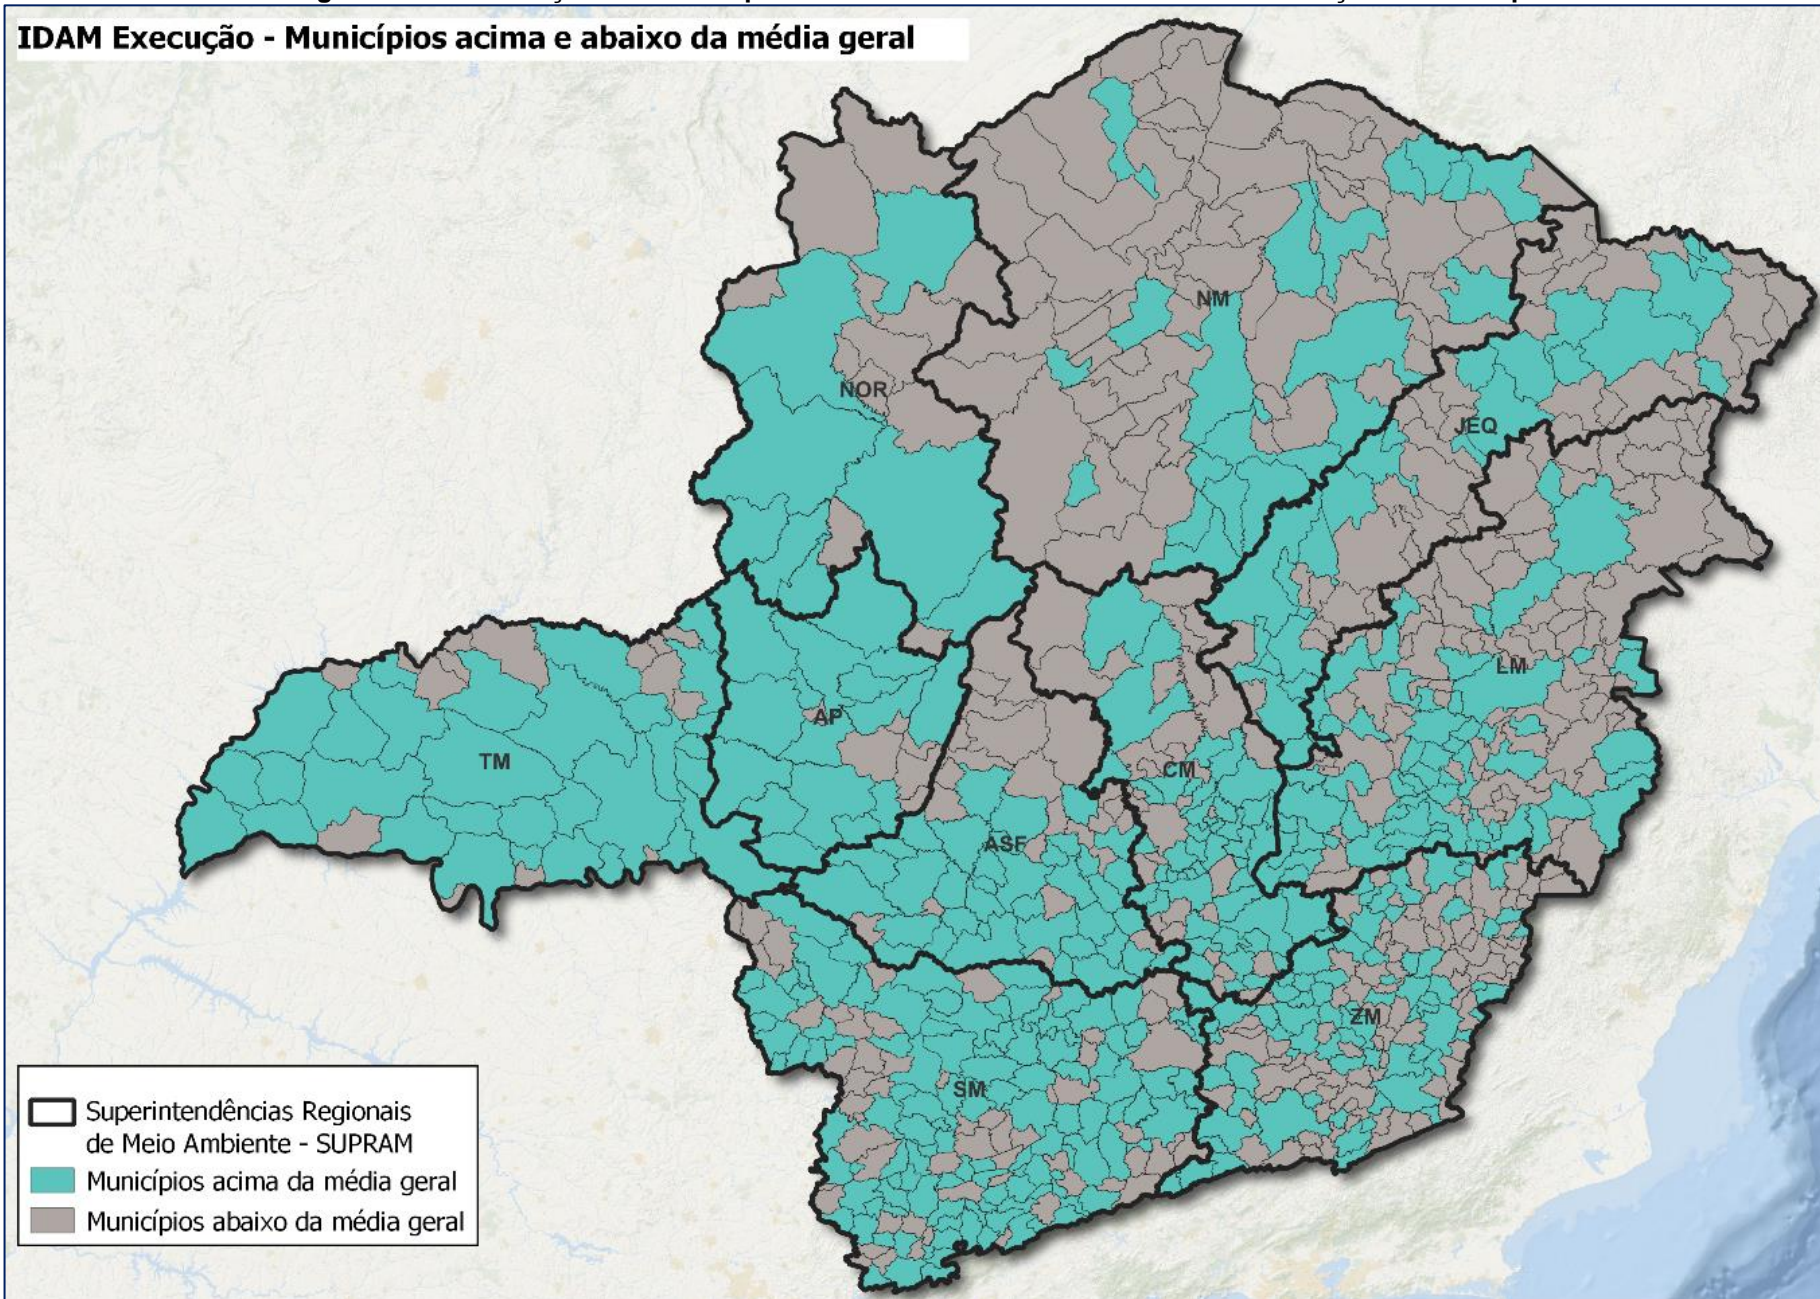 IDAM Execução - Municípios acima e abaixo da média geral
NM
NOR
JEQ
LM
AP
TM
CM
ASF
ZM
SM
Superintendências Regionais
de Meio Ambiente - SUPRAM
Municípios acima da média geral
Municípios abaixo da média geral